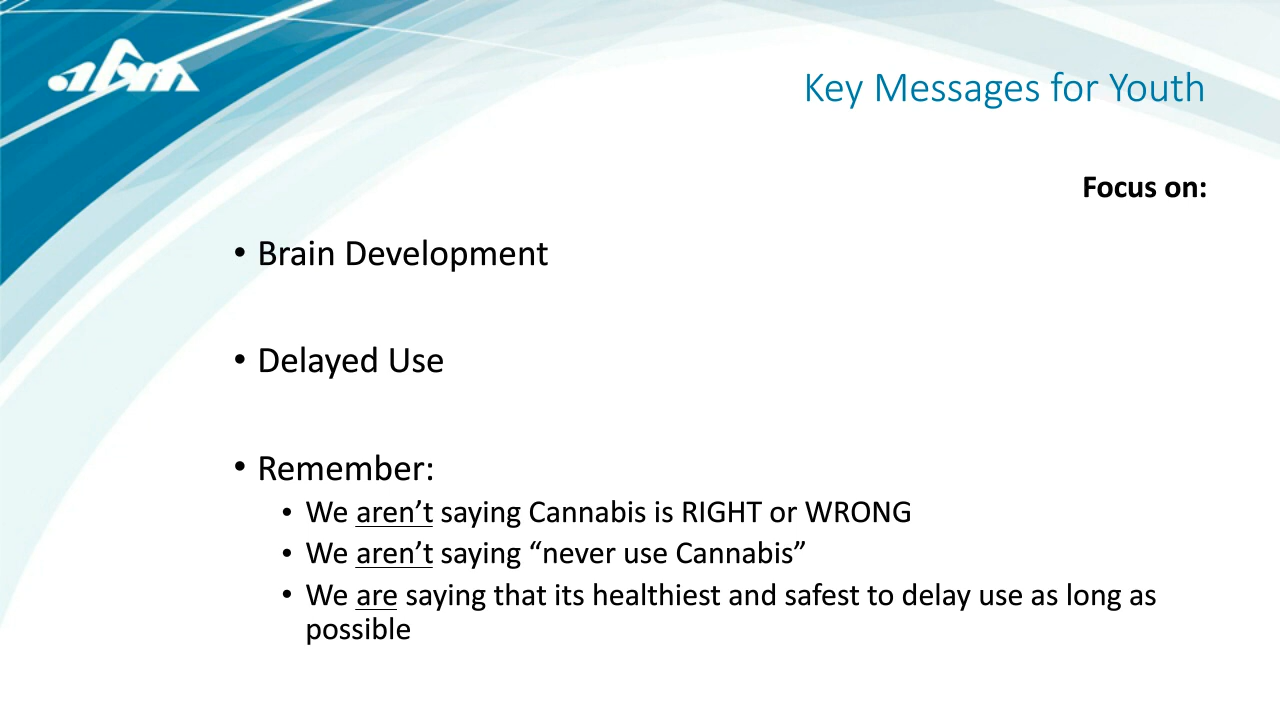 abm
Key Messages for Youth
Focus on:
• Brain Development
• Delayed Use
• Remember:
• We aren’t saying Cannabis is RIGHT or WRONG
• We aren’t saying “never use Cannabis”
• We are saying that its healthiest and safest to delay use as long as
possible